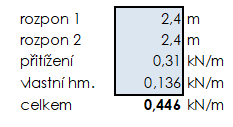 rozpon 1 2,4 m
rozpon 2 2,4 m
přitížení 0,31 kN/m
vlastní hm. 0,136 kN/m
celkem 0,446 kN/m